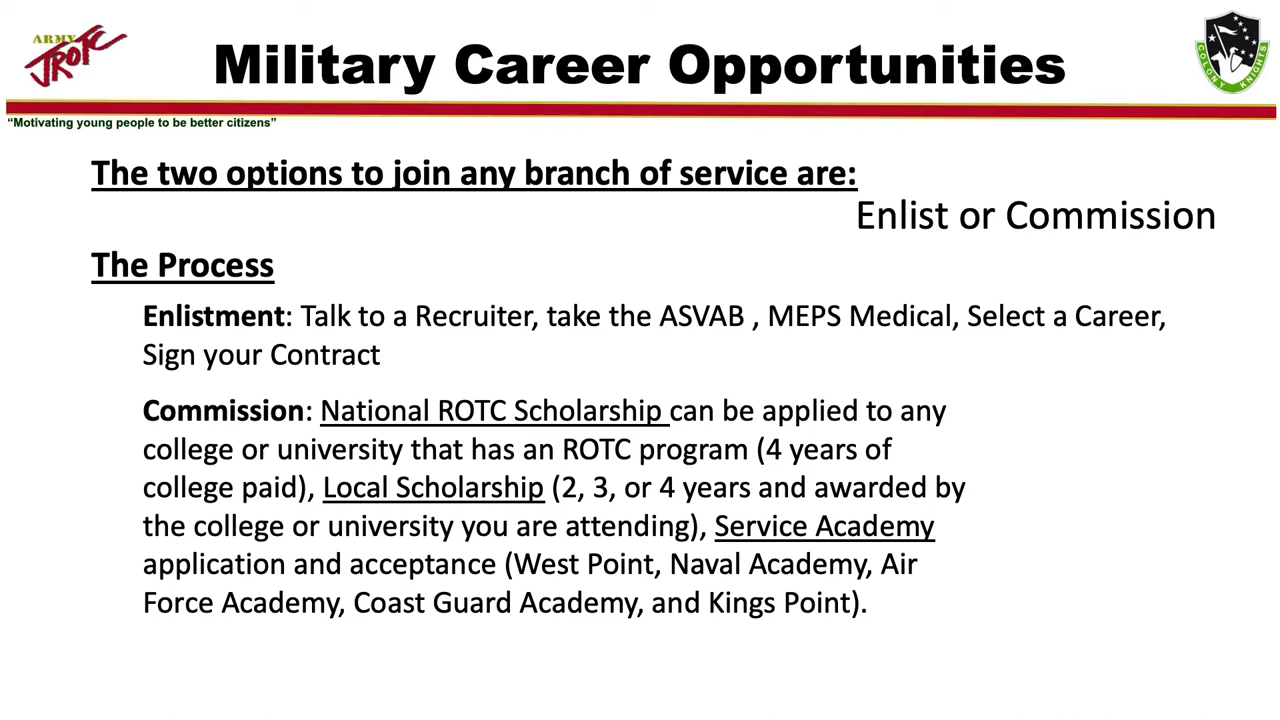 ARMY
JROTC
Military Career Opportunities
COLONY KNIGHTS
“Motivating young people to be better citizens”
The two options to join any branch of service are:
Enlist or Commission
The Process
Enlistment: Talk to a Recruiter, take the ASVAB , MEPS Medical, Select a Career,
Sign your Contract
Commission: National ROTC Scholarship can be applied to any
college or university that has an ROTC program (4 years of
college paid), Local Scholarship (2, 3, or 4 years and awarded by
the college or university you are attending), Service Academy
application and acceptance (West Point, Naval Academy, Air
Force Academy, Coast Guard Academy, and Kings Point).